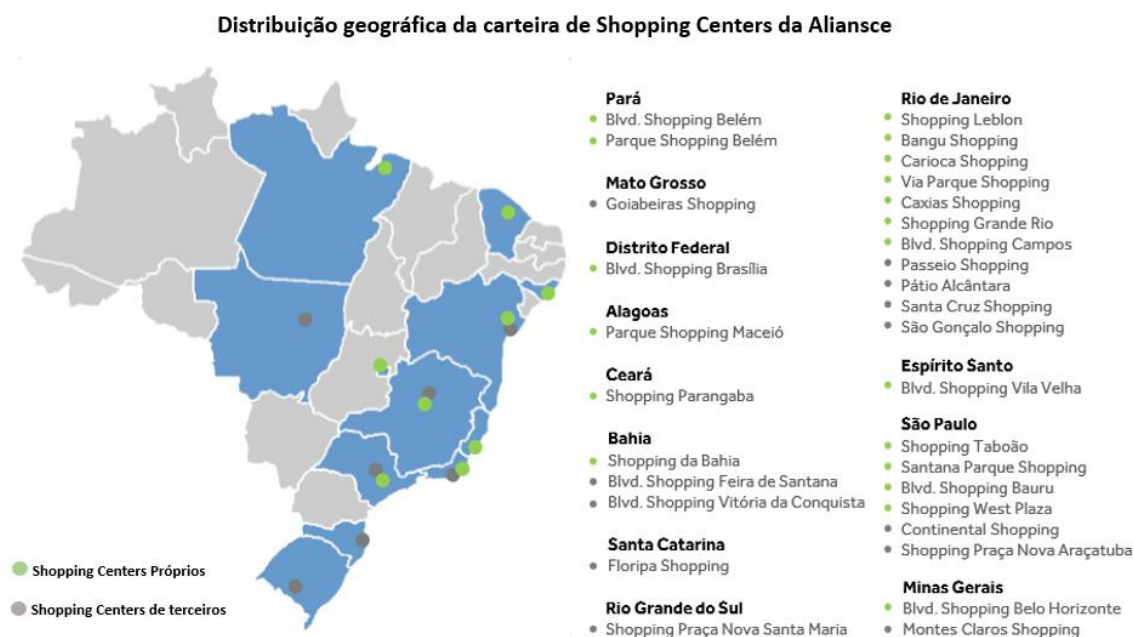 Distribuição geográfica da carteira de Shopping Centers da Aliansce
Pará
Blvd. Shopping Belém
Parque Shopping Belém
Mato Grosso
Goiabeiras Shopping
Distrito Federal
Blvd. Shopping Brasília
Alagoas
Parque Shopping Maceió
Ceará
Shopping Parangaba
Bahia
Shopping da Bahia
Blvd. Shopping Feira de Santana
Blvd. Shopping Vitória da Conquista
Santa Catarina
Floripa Shopping
Rio Grande do Sul
Shopping Praça Nova Santa Maria
Rio de Janeiro
Shopping Leblon
Bangu Shopping
Carioca Shopping
Via Parque Shopping
Caxias Shopping
Shopping Grande Rio
Blvd. Shopping Campos
Passeio Shopping
Pátio Alcântara
Santa Cruz Shopping
São Gonçalo Shopping
Espírito Santo
Blvd. Shopping Vila Velha
São Paulo
Shopping Taboão
Santana Parque Shopping
Blvd. Shopping Bauru
Shopping West Plaza
Continental Shopping
Shopping Praça Nova Araçatuba
Minas Gerais
Blvd. Shopping Belo Horizonte
Montes Claros Shopping
Shopping Centers Próprios
Shopping Centers de terceiros